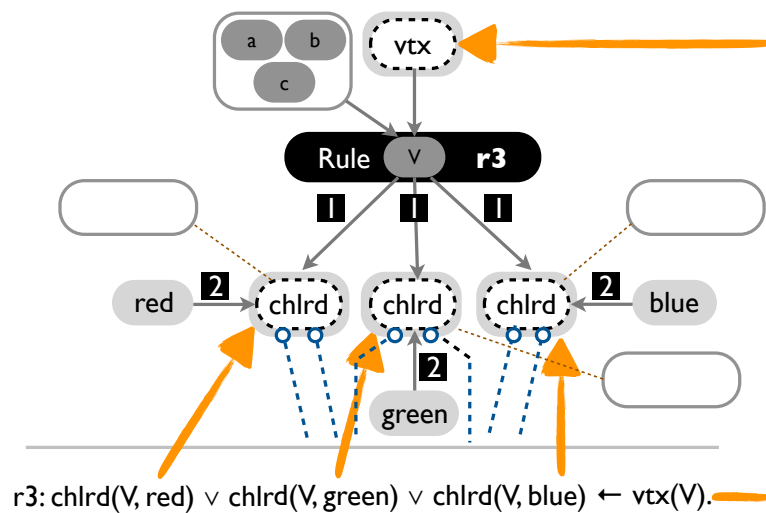 a b vtx
c
Rule V r3
1 1 1
red 2 chlrd chlrd chlrd 2 blue
2
green
r3: chlrd(V, red) ∨ chlrd(V, green) ∨ chlrd(V, blue) ← vtx(V).